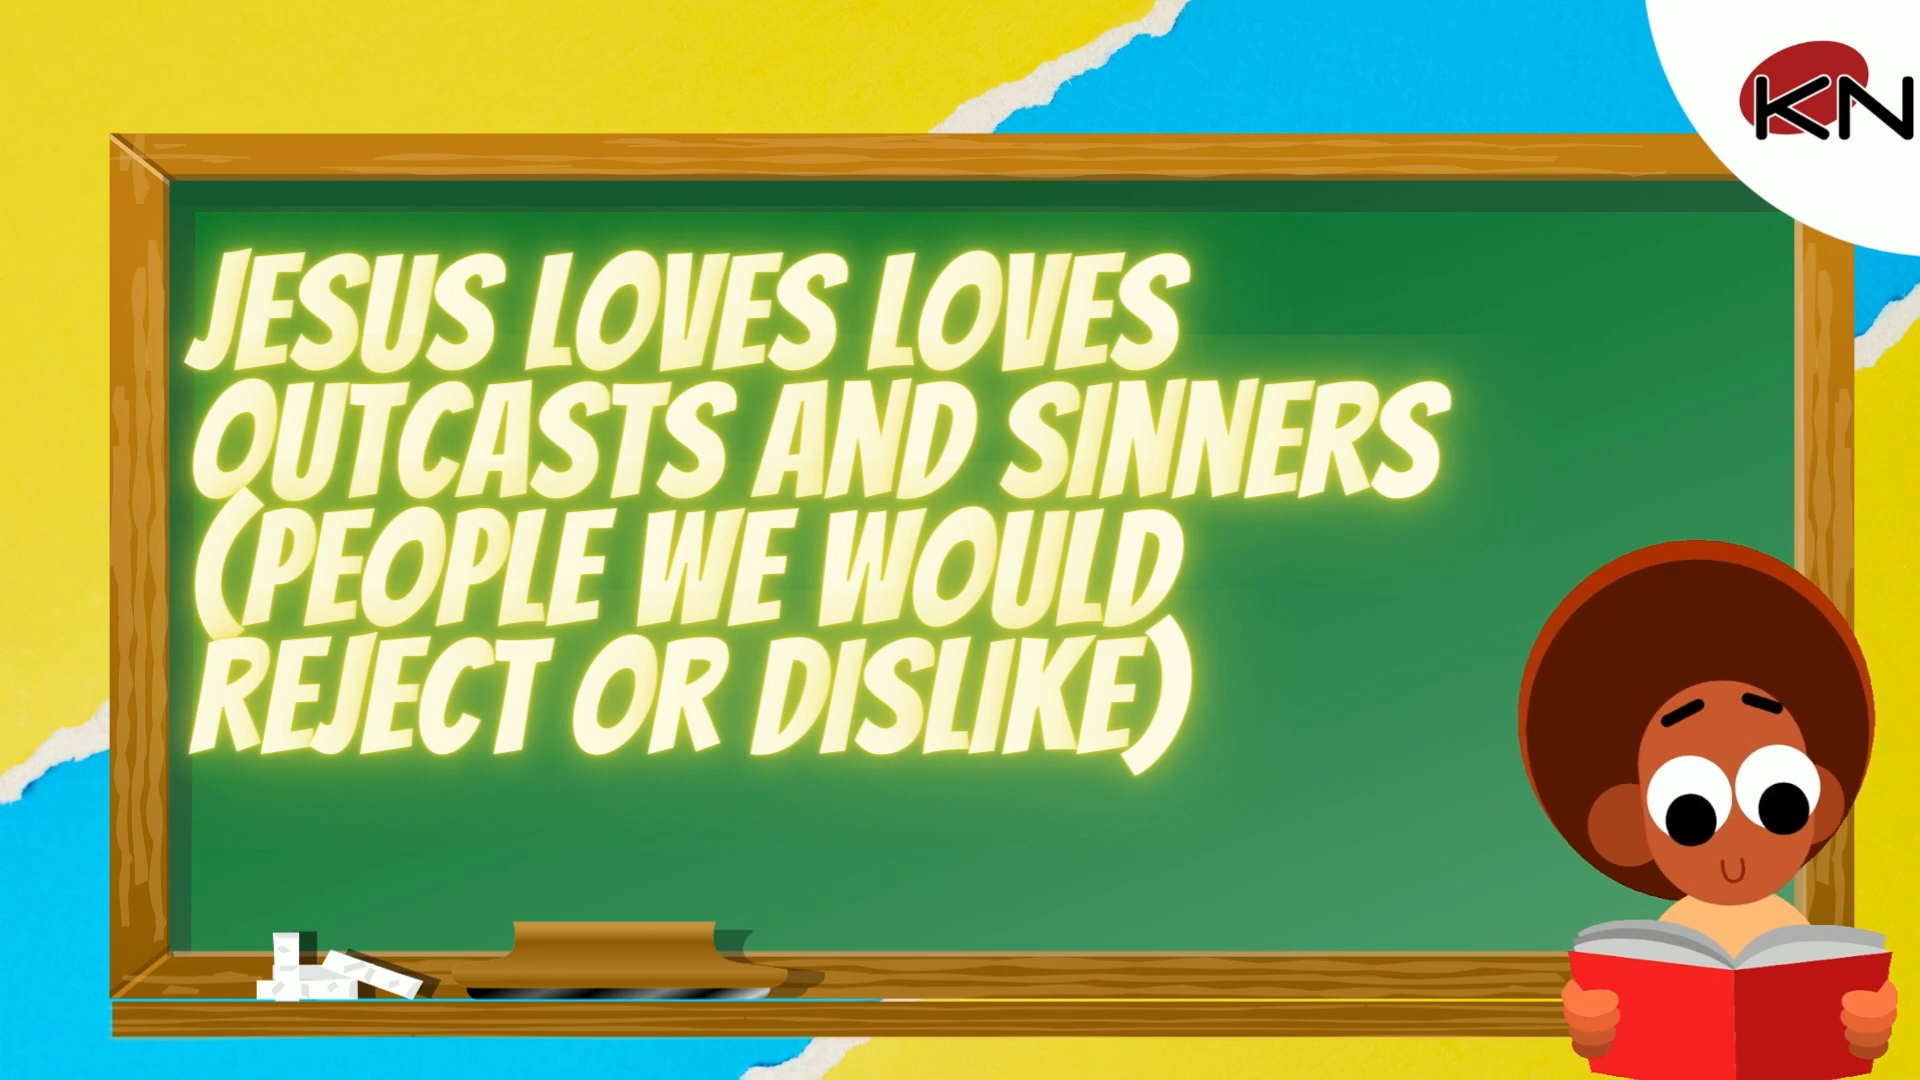 KN
JESUS LOVES LOVES
OUTCASTS AND SINNERS
(PEOPLE WE WOULD
REJECT OR DISLIKE)